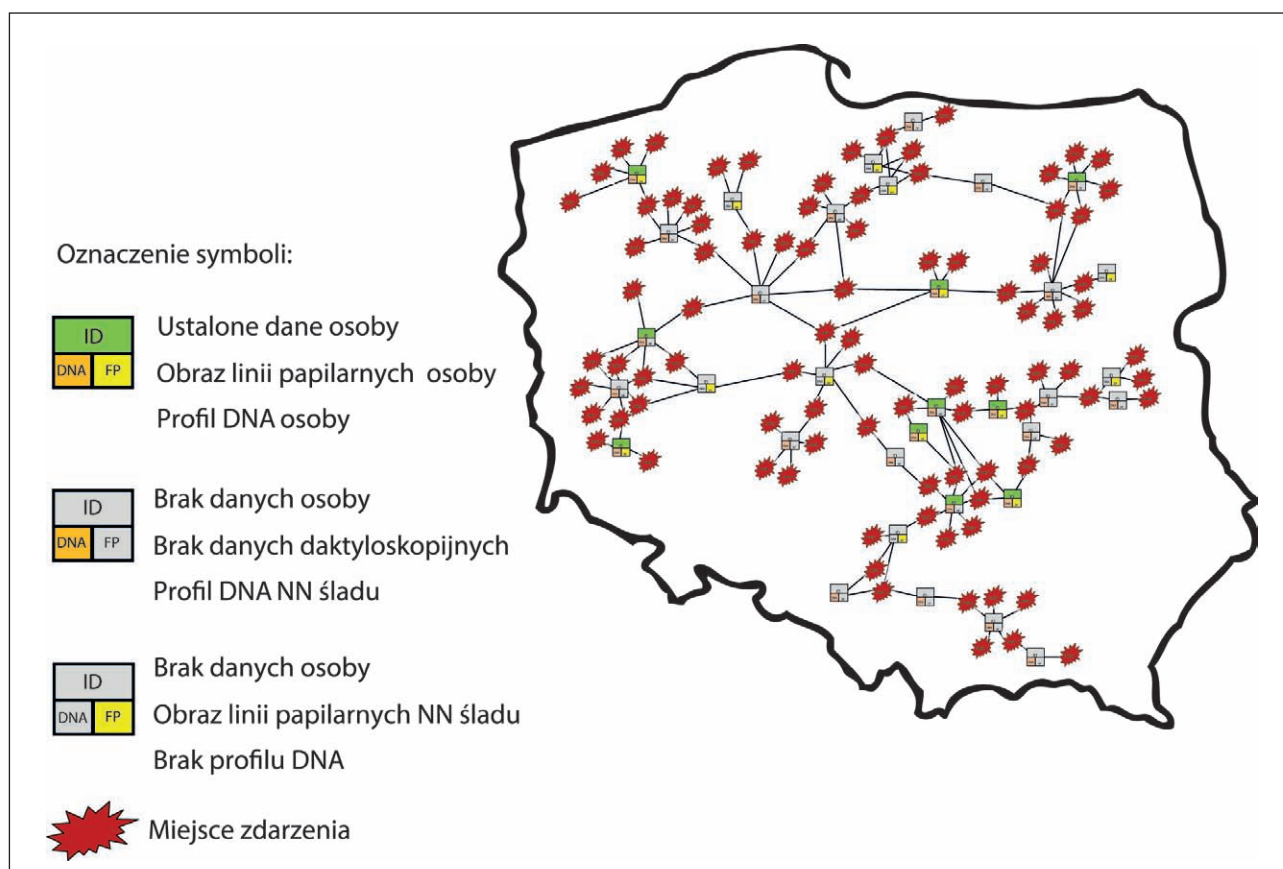 Oznaczenie symboli:
ID
DNA FP
Ustalone dane osoby
Obraz linii papilarnych osoby
Profil DNA osoby
ID
DNA FP
Brak danych osoby
Brak danych daktyloskopijnych
Profil DNA NN śladu
ID
DNA FP
Brak danych osoby
Obraz linii papilarnych NN śladu
Brak profilu DNA
Miejsce zdarzenia